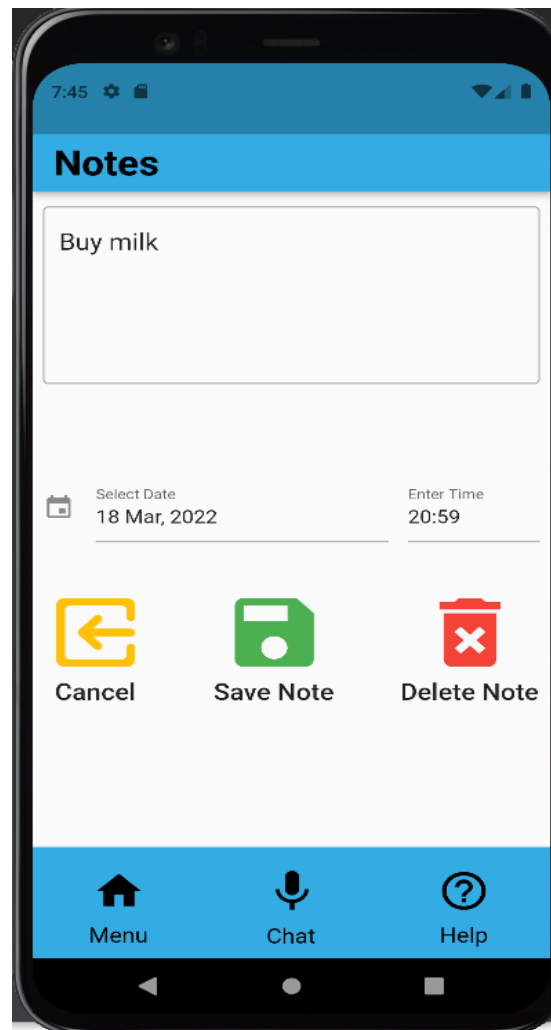 7:45
Notes
Buy milk
Select Date
Enter Time
18 Mar, 2022
20:59
Cancel
Save Note
Delete Note
Menu
Chat
Help